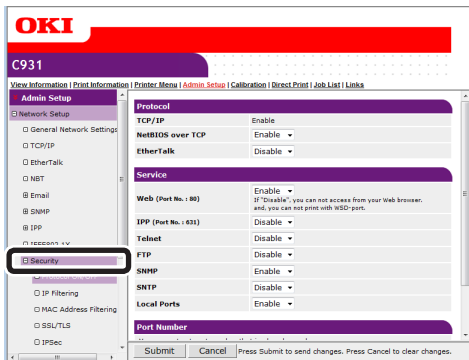 OKI
C931
View Information | Print Information | Printer Menu | Admin Setup | Calibration | Direct Print | Job List | Links
Admin Setup
Network Setup
General Network Settings
TCP/IP
EtherTalk
NBT
Email
SNMP
IPP
IEEE802.1X
Security
IP Filtering
MAC Address Filtering
SSL/TLS
IPSec
Protocol
TCP/IP Enable
NetBIOS over TCP Enable
EtherTalk Disable
Service
Web (Port No. : 80) Enable
If "Disable", you can not access from your Web browser.
and, you can not print with WSD-port.
IPP (Port No. : 631) Disable
Telnet Disable
FTP Disable
SNMP Enable
SNTP Disable
Local Ports Enable
Port Number
Submit Cancel Press Submit to send changes. Press Cancel to clear changes.